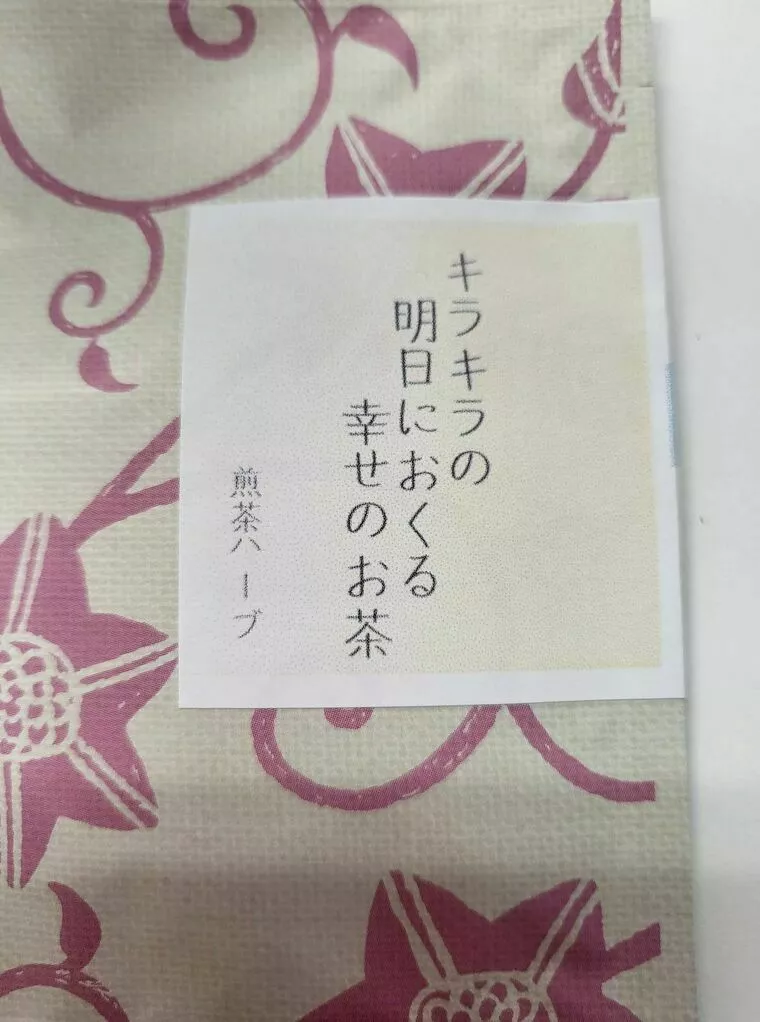 キラキラの
明日におくる
幸せのお茶
煎茶ハーブ